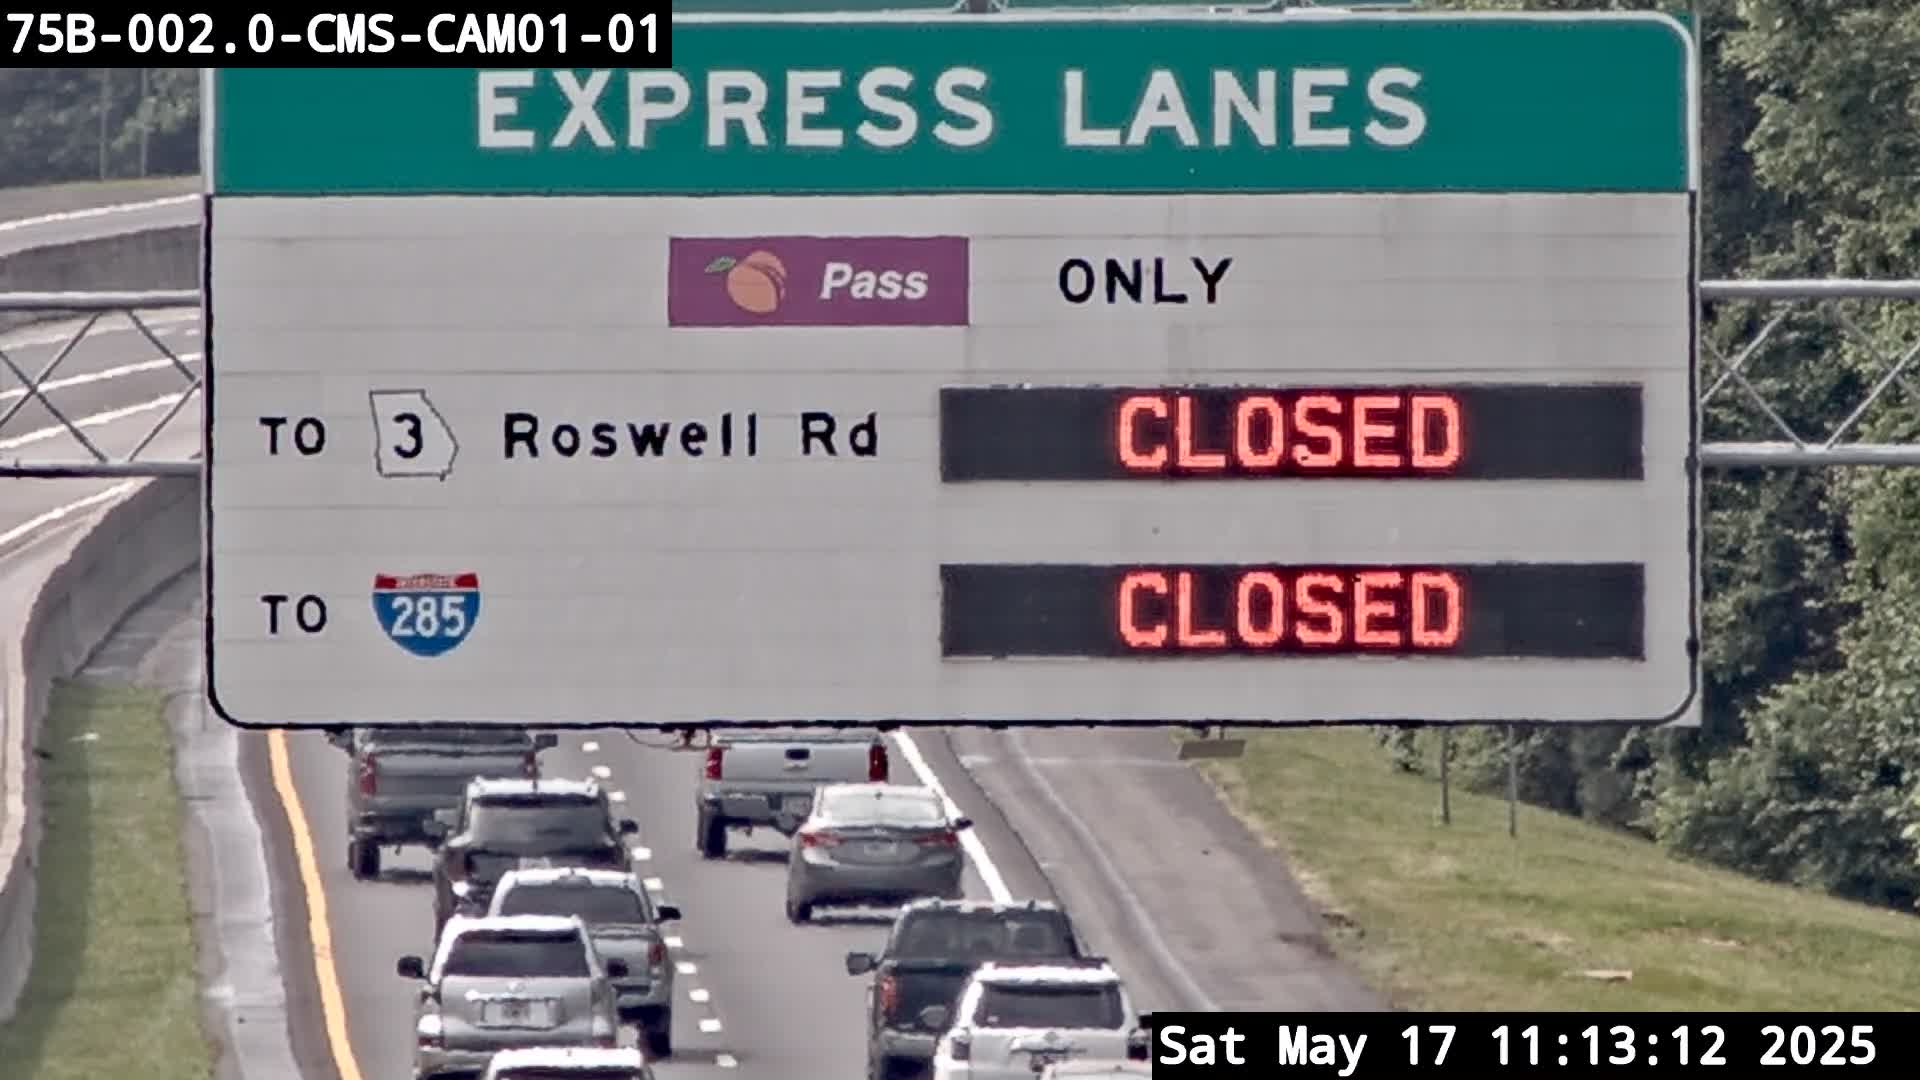 75B-002.0-CMS-CAM01-01
EXPRESS LANES
Pass ONLY
TO 3 Roswell Rd CLOSED
INTERSTATE
TO 285 CLOSED
Sat May 17 11:13:12 2025